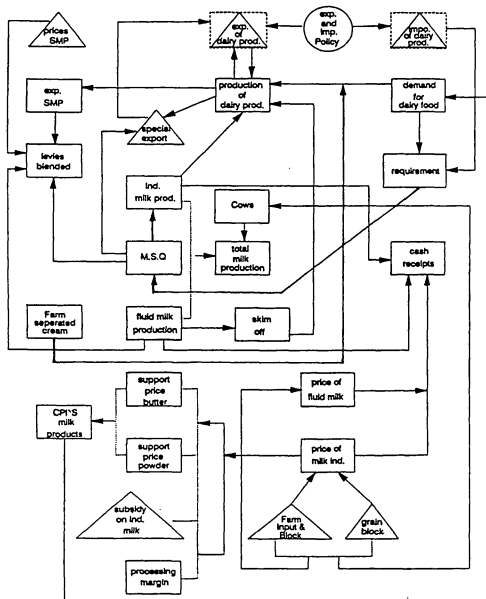 prices
SMP
exp.
of
dairy prod.
exp.
and
Imp.
Policy
impo.
of dairy
prod.
exp.
SMP
production
of
dairy prod.
demand
for
dairy food
special
export
levies
blended
requirsment
ind.
milk prod.
Cows
M.S.Q
total
milk
production
cash
receipts
Farm
seperated
cream
fluid milk
production
skim
off
support
price
butter
price of
fluid milk
CPI'S
milk
products
support
price
powder
price of
milk ind.
subsidy
on ind.
milk
Farm
input &
Block
grain
block
processing
margin